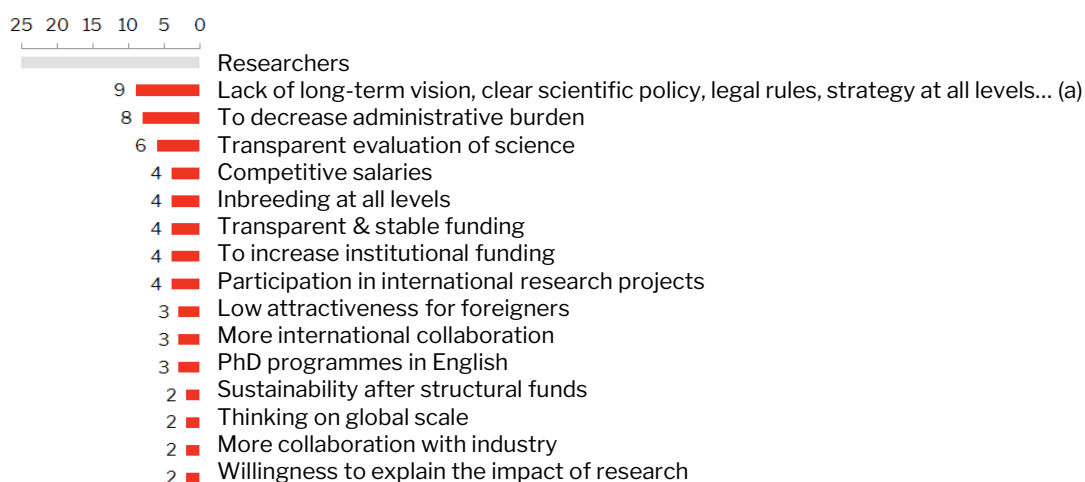 25 20 15 10 5 0
Researchers
9 Lack of long-term vision, clear scientific policy, legal rules, strategy at all levels... (a)
8 To decrease administrative burden
6 Transparent evaluation of science
4 Competitive salaries
4 Inbreeding at all levels
4 Transparent & stable funding
4 To increase institutional funding
4 Participation in international research projects
3 Low attractiveness for foreigners
3 More international collaboration
3 PhD programmes in English
2 Sustainability after structural funds
2 Thinking on global scale
2 More collaboration with industry
2 Willingness to explain the impact of research